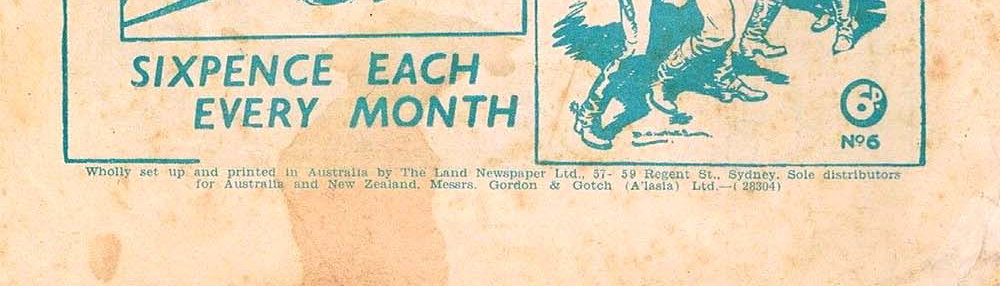 SIXPENCE EACH
EVERY MONTH
6D.
No6
Wholly set up and printed in Australia by The Land Newspaper Ltd., 57- 59 Regent St., Sydney. Sole distributors
for Australia and New Zealand. Messrs. Gordon & Gotch (A'lasia) Ltd.—(28304)